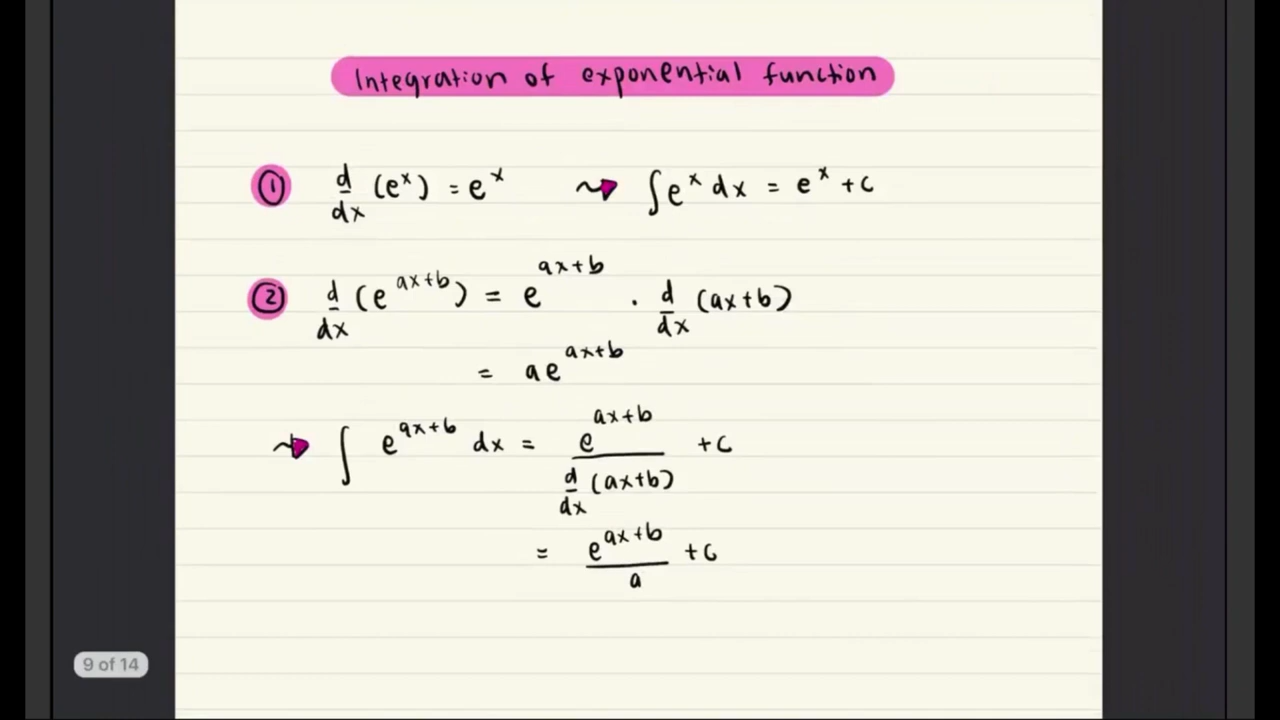 Integration of exponential function
① d/dx (e^x) = e^x ⤳ ∫e^x dx = e^x + c
② d/dx (e^(ax+b)) = e^(ax+b) · d/dx (ax+b)
= ae^(ax+b)
⤳ ∫ e^(ax+b) dx = e^(ax+b) / (d/dx (ax+b)) + c
= e^(ax+b) / a + c
9 of 14